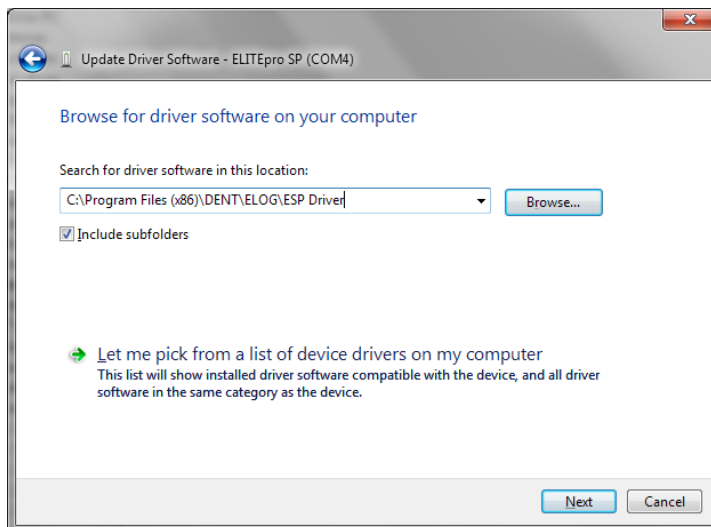 Update Driver Software - ELITEpro SP (COM4)
Browse for driver software on your computer
Search for driver software in this location:
C:\Program Files (x86)\DENT\ELOG\ESP Driver
Browse...
Include subfolders
Let me pick from a list of device drivers on my computer
This list will show installed driver software compatible with the device, and all driver
software in the same category as the device.
Next
Cancel